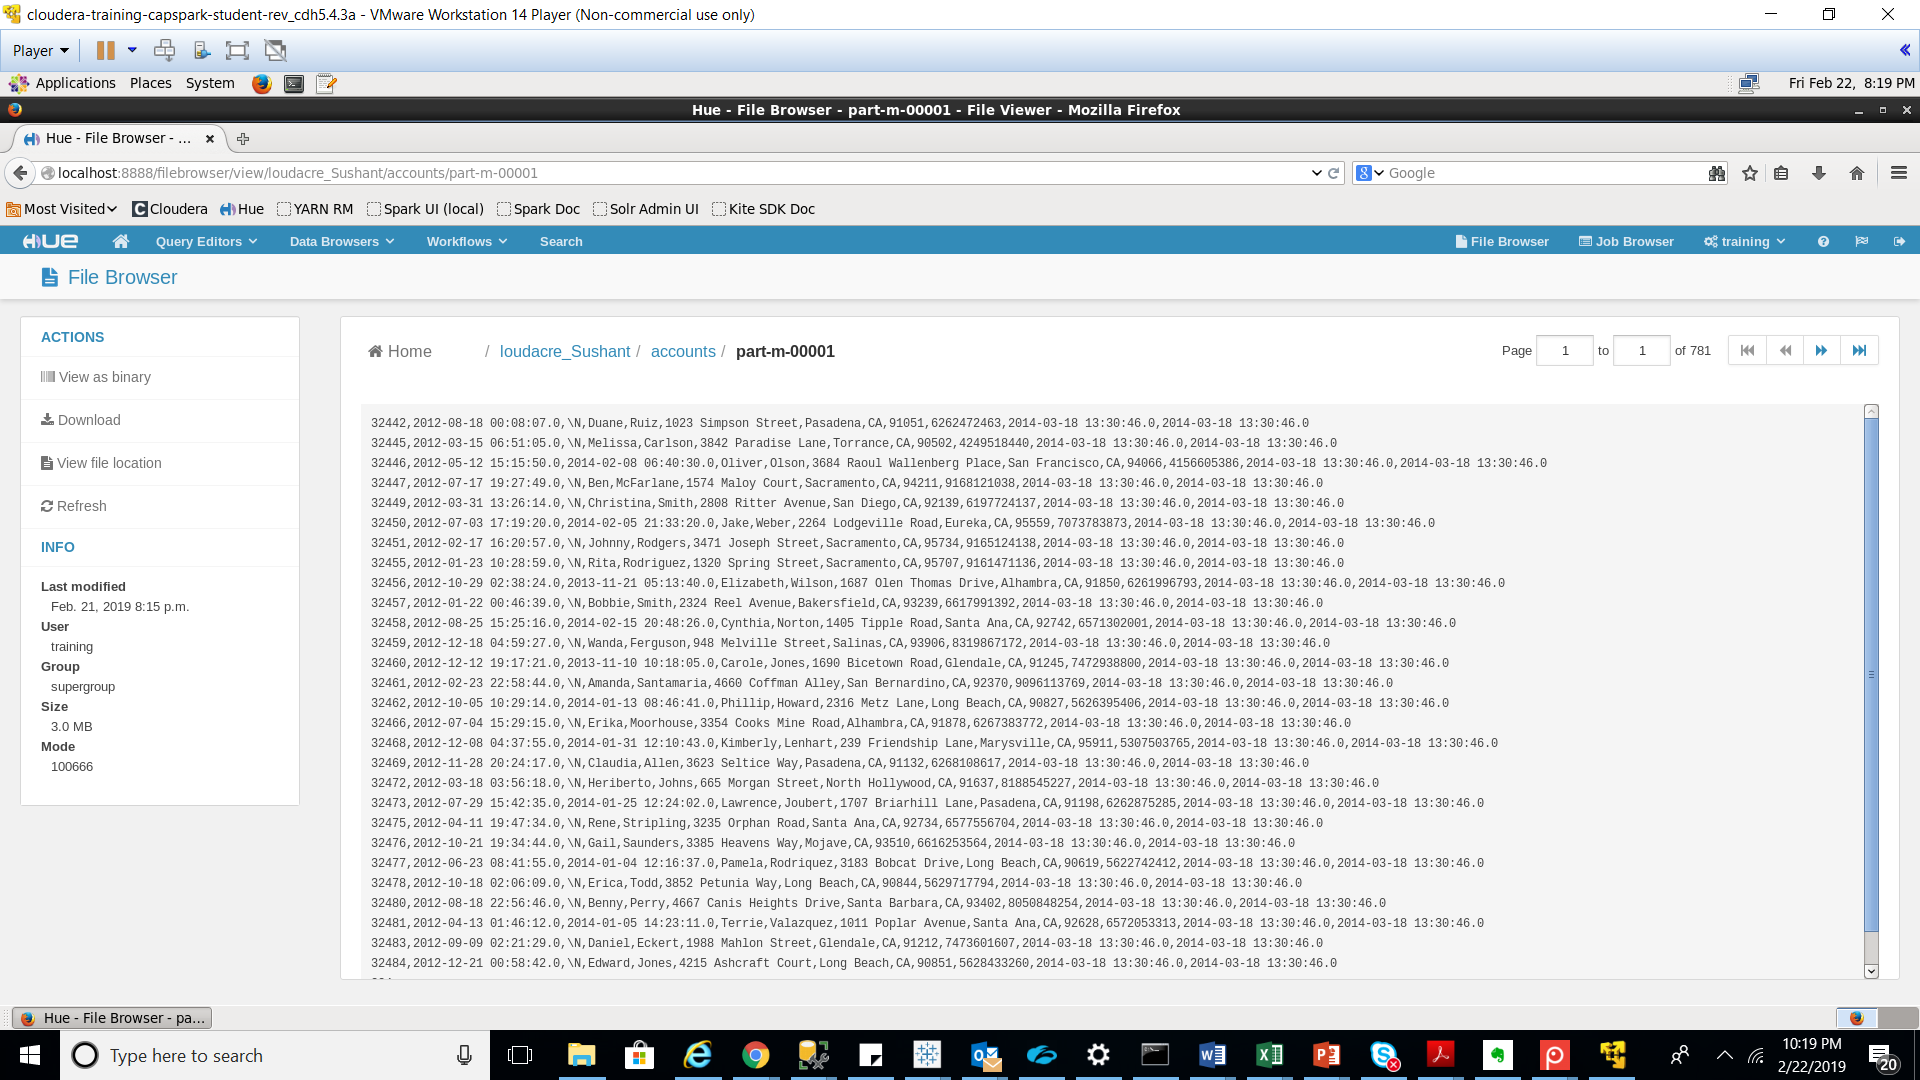 cloudera-training-capspark-student-rev_cdh5.4.3a - VMware Workstation 14 Player (Non-commercial use only)
Player
Applications Places System Fri Feb 22, 8:19 PM
Hue - File Browser - part-m-00001 - File Viewer - Mozilla Firefox
Hue - File Browser - ...
localhost:8888/filebrowser/view/loudacre_Sushant/accounts/part-m-00001 Google
Most Visited Cloudera Hue YARN RM Spark UI (local) Spark Doc Solr Admin UI Kite SDK Doc
HUE Query Editors Data Browsers Workflows Search File Browser Job Browser training
File Browser
ACTIONS
View as binary
Download
View file location
Refresh
INFO
Last modified
Feb. 21, 2019 8:15 p.m.
User
training
Group
supergroup
Size
3.0 MB
Mode
100666
Home / loudacre_Sushant / accounts / part-m-00001 Page 1 to 1 of 781
32442,2012-08-18 00:08:07.0,\N,Duane,Ruiz,1023 Simpson Street,Pasadena,CA,91051,6262472463,2014-03-18 13:30:46.0,2014-03-18 13:30:46.0
32445,2012-03-15 06:51:05.0,\N,Melissa,Carlson,3842 Paradise Lane,Torrance,CA,90502,4249518440,2014-03-18 13:30:46.0,2014-03-18 13:30:46.0
32446,2012-05-12 15:15:50.0,2014-02-08 06:40:30.0,Oliver,Olson,3684 Raoul Wallenberg Place,San Francisco,CA,94066,4156605386,2014-03-18 13:30:46.0,2014-03-18 13:30:46.0
32447,2012-07-17 19:27:49.0,\N,Ben,McFarlane,1574 Maloy Court,Sacramento,CA,94211,9168121038,2014-03-18 13:30:46.0,2014-03-18 13:30:46.0
32449,2012-03-31 13:26:14.0,\N,Christina,Smith,2808 Ritter Avenue,San Diego,CA,92139,6197724137,2014-03-18 13:30:46.0,2014-03-18 13:30:46.0
32450,2012-07-03 17:19:20.0,2014-02-05 21:33:20.0,Jake,Weber,2264 Lodgeville Road,Eureka,CA,95559,7073783873,2014-03-18 13:30:46.0,2014-03-18 13:30:46.0
32451,2012-02-17 16:20:57.0,\N,Johnny,Rodgers,3471 Joseph Street,Sacramento,CA,95734,9165124138,2014-03-18 13:30:46.0,2014-03-18 13:30:46.0
32455,2012-01-23 10:28:59.0,\N,Rita,Rodriguez,1320 Spring Street,Sacramento,CA,95707,9161471136,2014-03-18 13:30:46.0,2014-03-18 13:30:46.0
32456,2012-10-29 02:38:24.0,2013-11-21 05:13:40.0,Elizabeth,Wilson,1687 Olen Thomas Drive,Alhambra,CA,91850,6261996793,2014-03-18 13:30:46.0,2014-03-18 13:30:46.0
32457,2012-01-22 00:46:39.0,\N,Bobbie,Smith,2324 Reel Avenue,Bakersfield,CA,93239,6617991392,2014-03-18 13:30:46.0,2014-03-18 13:30:46.0
32458,2012-08-25 15:25:16.0,2014-02-15 20:48:26.0,Cynthia,Norton,1405 Tipple Road,Santa Ana,CA,92742,6571302001,2014-03-18 13:30:46.0,2014-03-18 13:30:46.0
32459,2012-12-18 04:59:27.0,\N,Wanda,Ferguson,948 Melville Street,Salinas,CA,93906,8319867172,2014-03-18 13:30:46.0,2014-03-18 13:30:46.0
32460,2012-12-12 19:17:21.0,2013-11-10 10:18:05.0,Carole,Jones,1690 Bicetown Road,Glendale,CA,91245,7472938800,2014-03-18 13:30:46.0,2014-03-18 13:30:46.0
32461,2012-02-23 22:58:44.0,\N,Amanda,Santamaria,4660 Coffman Alley,San Bernardino,CA,92370,9096113769,2014-03-18 13:30:46.0,2014-03-18 13:30:46.0
32462,2012-10-05 10:29:14.0,2014-01-13 08:46:41.0,Phillip,Howard,2316 Metz Lane,Long Beach,CA,90827,5626395406,2014-03-18 13:30:46.0,2014-03-18 13:30:46.0
32466,2012-07-04 15:29:15.0,\N,Erika,Moorhouse,3354 Cooks Mine Road,Alhambra,CA,91878,6267383772,2014-03-18 13:30:46.0,2014-03-18 13:30:46.0
32468,2012-12-08 04:37:55.0,2014-01-31 12:10:43.0,Kimberly,Lenhart,239 Friendship Lane,Marysville,CA,95911,5307503765,2014-03-18 13:30:46.0,2014-03-18 13:30:46.0
32469,2012-11-28 20:24:17.0,\N,Claudia,Allen,3623 Seltice Way,Pasadena,CA,91132,6268108617,2014-03-18 13:30:46.0,2014-03-18 13:30:46.0
32472,2012-03-18 03:56:18.0,\N,Heriberto,Johns,665 Morgan Street,North Hollywood,CA,91637,8188545227,2014-03-18 13:30:46.0,2014-03-18 13:30:46.0
32473,2012-07-29 15:42:35.0,2014-01-25 12:24:02.0,Lawrence,Joubert,1707 Briarhill Lane,Pasadena,CA,91198,6262875285,2014-03-18 13:30:46.0,2014-03-18 13:30:46.0
32475,2012-04-11 19:47:34.0,\N,Rene,Stripling,3235 Orphan Road,Santa Ana,CA,92734,6577556704,2014-03-18 13:30:46.0,2014-03-18 13:30:46.0
32476,2012-10-21 19:34:44.0,\N,Gail,Saunders,3385 Heavens Way,Mojave,CA,93510,6616253564,2014-03-18 13:30:46.0,2014-03-18 13:30:46.0
32477,2012-06-23 08:41:55.0,2014-01-04 12:16:37.0,Pamela,Rodriquez,3183 Bobcat Drive,Long Beach,CA,90619,5622742412,2014-03-18 13:30:46.0,2014-03-18 13:30:46.0
32478,2012-10-18 02:06:09.0,\N,Erica,Todd,3852 Petunia Way,Long Beach,CA,90844,5629717794,2014-03-18 13:30:46.0,2014-03-18 13:30:46.0
32480,2012-08-18 22:56:46.0,\N,Benny,Perry,4667 Canis Heights Drive,Santa Barbara,CA,93402,8050848254,2014-03-18 13:30:46.0,2014-03-18 13:30:46.0
32481,2012-04-13 01:46:12.0,2014-01-05 14:23:11.0,Terrie,Valazquez,1011 Poplar Avenue,Santa Ana,CA,92628,6572053313,2014-03-18 13:30:46.0,2014-03-18 13:30:46.0
32483,2012-09-09 02:21:29.0,\N,Daniel,Eckert,1988 Mahlon Street,Glendale,CA,91212,7473601607,2014-03-18 13:30:46.0,2014-03-18 13:30:46.0
32484,2012-12-21 00:58:42.0,\N,Edward,Jones,4215 Ashcraft Court,Long Beach,CA,90851,5628433260,2014-03-18 13:30:46.0,2014-03-18 13:30:46.0
Hue - File Browser - pa...
Type here to search
10:19 PM
2/22/2019
20